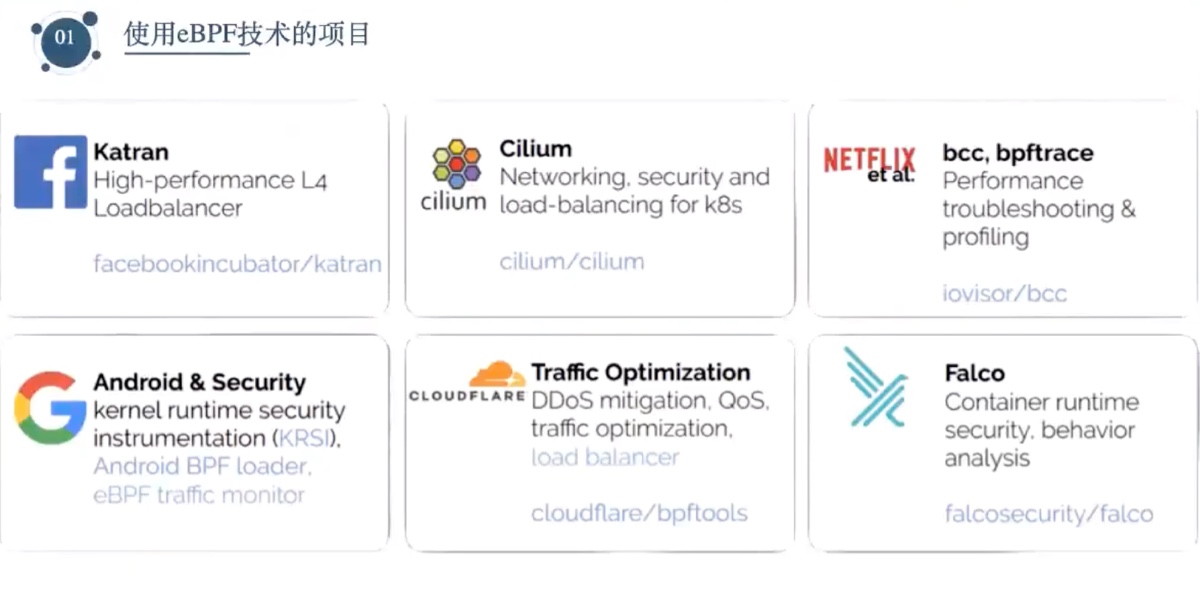 01
使用eBPF技术的项目
Katran
High-performance L4
Loadbalancer
facebookincubator/katran
cilium
Cilium
Networking, security and
load-balancing for k8s
cilium/cilium
NETFLIX
et al.
bcc, bpftrace
Performance
troubleshooting &
profiling
iovisor/bcc
Android & Security
kernel runtime security
instrumentation (KRSI),
Android BPF loader,
eBPF traffic monitor
CLOUDFLARE
Traffic Optimization
DDoS mitigation, QoS,
traffic optimization,
load balancer
cloudflare/bpftools
Falco
Container runtime
security, behavior
analysis
falcosecurity/falco